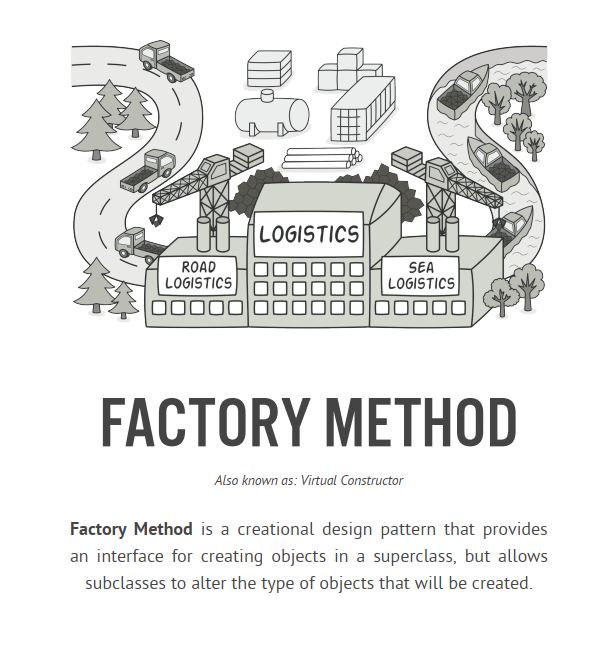 LOGISTICS
ROAD
LOGISTICS
SEA
LOGISTICS
FACTORY METHOD
Also known as: Virtual Constructor
Factory Method is a creational design pattern that provides
an interface for creating objects in a superclass, but allows
subclasses to alter the type of objects that will be created.